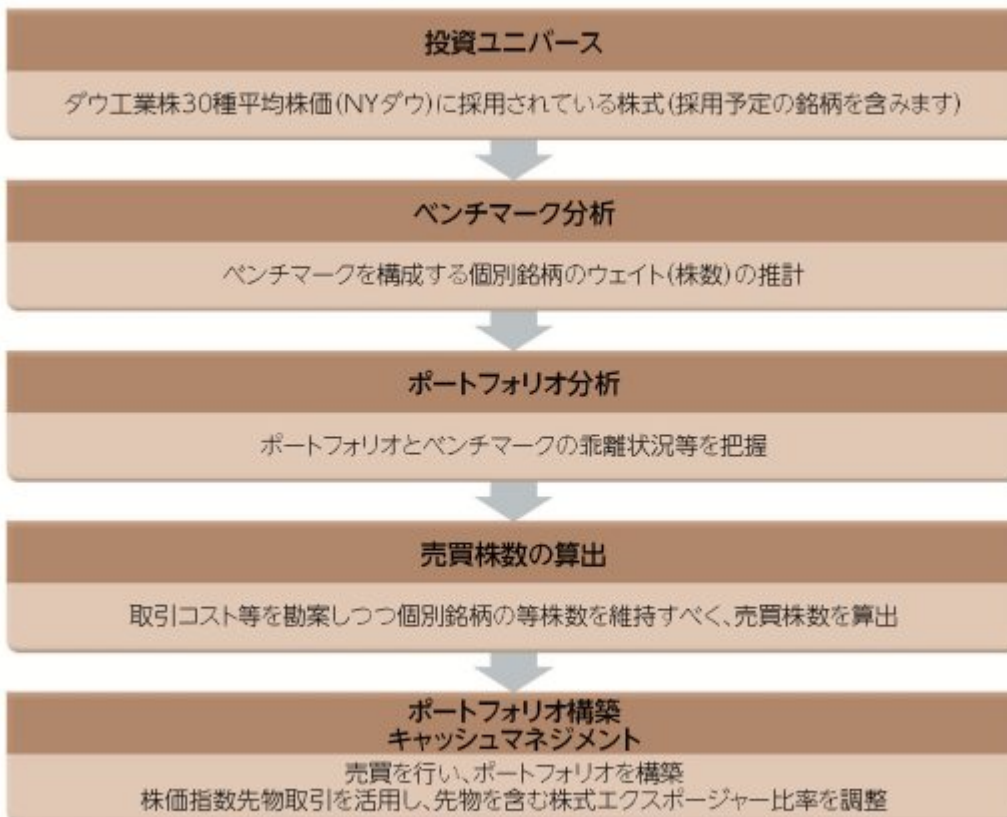 投資ユニバース
ダウ工業株30種平均株価(NYダウ)に採用されている株式(採用予定の銘柄を含みます)
ベンチマーク分析
ベンチマークを構成する個別銘柄のウェイト(株数)の推計
ポートフォリオ分析
ポートフォリオとベンチマークの乖離状況等を把握
売買株数の算出
取引コスト等を勘案しつつ個別銘柄の等株数を維持すべく、売買株数を算出
ポートフォリオ構築
キャッシュマネジメント
売買を行い、ポートフォリオを構築
株価指数先物取引を活用し、先物を含む株式エクスポージャー比率を調整